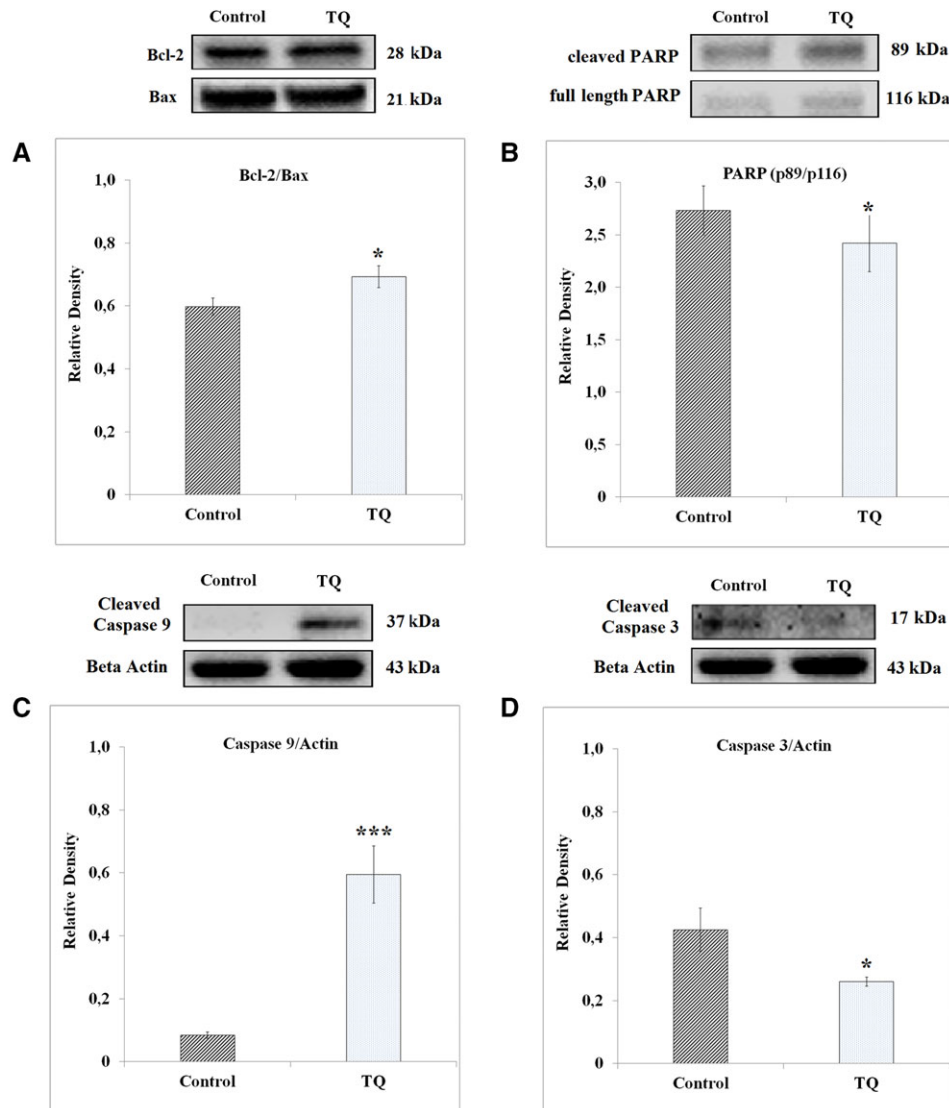 Control TQ
Bcl-2 28 kDa
Bax 21 kDa
Control TQ
cleaved PARP 89 kDa
full length PARP 116 kDa
A
Bcl-2/Bax
Relative Density
1,0
0,8
0,6
0,4
0,2
0
*
Control TQ
B
PARP (p89/p116)
Relative Density
3,0
2,5
2,0
1,5
1,0
0,5
0
*
Control TQ
Control TQ
Cleaved
Caspase 9 37 kDa
Beta Actin 43 kDa
Control TQ
Cleaved
Caspase 3 17 kDa
Beta Actin 43 kDa
C
Caspase 9/Actin
Relative Density
1,0
0,8
0,6
0,4
0,2
0
***
Control TQ
D
Caspase 3/Actin
Relative Density
1,0
0,8
0,6
0,4
0,2
0
*
Control TQ